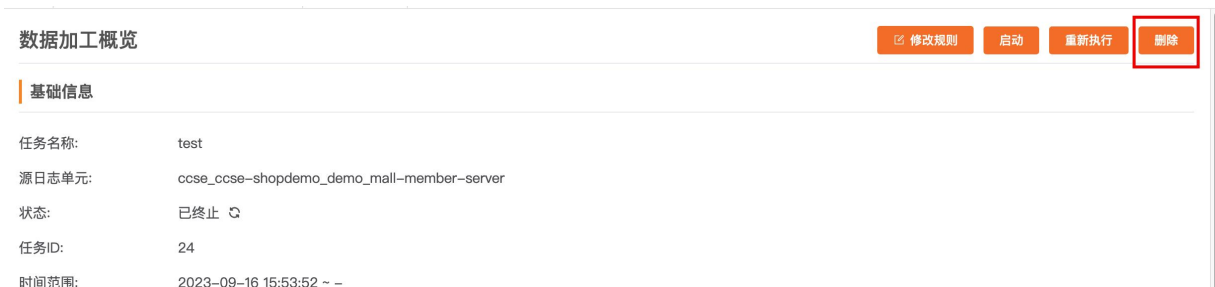 数据加工概览
修改规则 启动 重新执行 删除
基础信息
任务名称: test
源日志单元: ccse_ccse-shopdemo_demo_mall-member-server
状态: 已终止
任务ID: 24
时间范围: 2023-09-16 15:53:52 ~ -